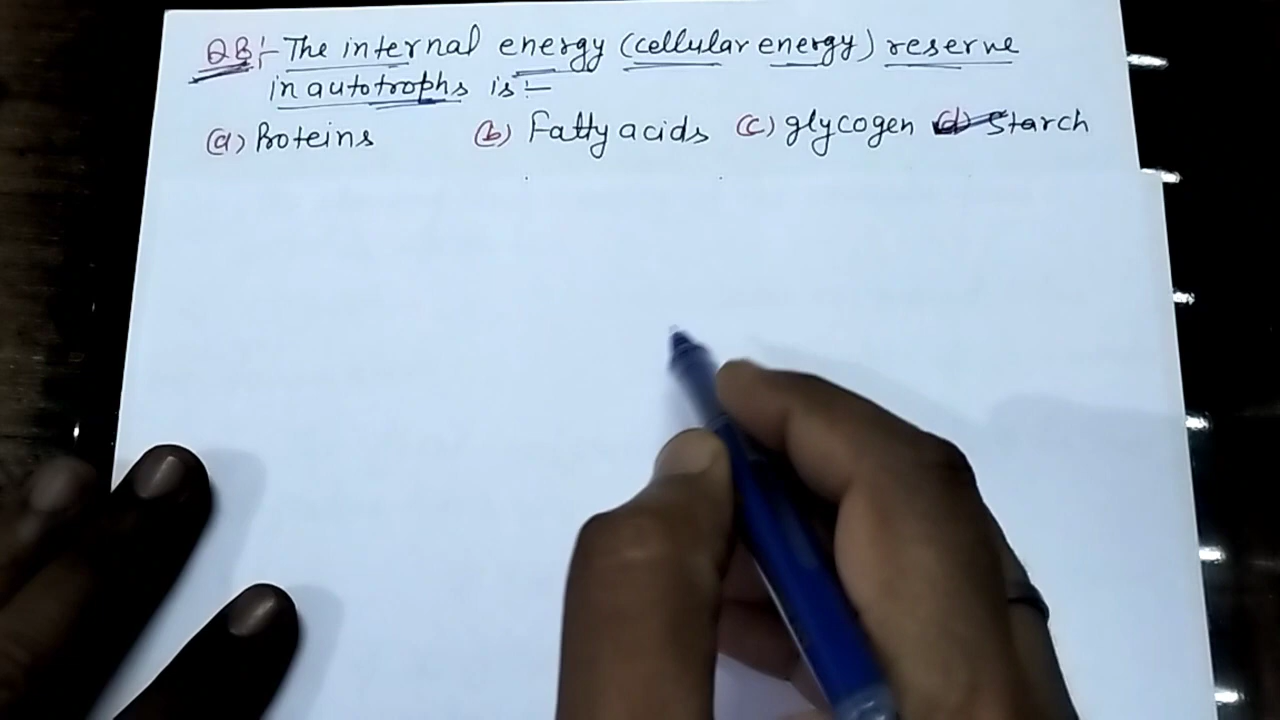 Q8:- The internal energy (cellular energy) reserve
in autotrophs is :-
(a) Proteins (b) Fatty acids (c) glycogen (d) Starch